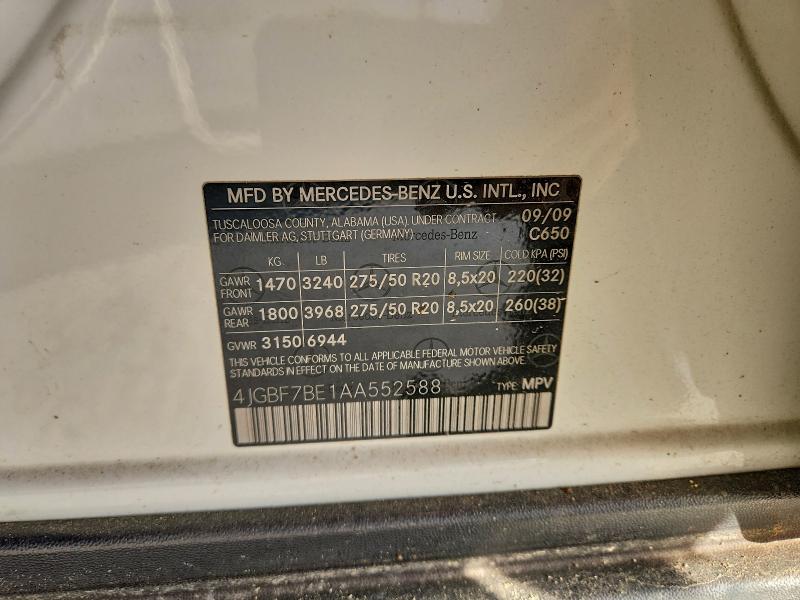 MFD BY MERCEDES-BENZ U.S. INTL., INC
TUSCALOOSA COUNTY, ALABAMA (USA), UNDER CONTRACT 09/09
FOR DAIMLER AG, STUTTGART (GERMANY) Mercedes-Benz C650
KG LB TIRES RIM SIZE COLD KPA (PSI)
GAWR FRONT 1470 3240 275/50 R20 8,5x20 220(32)
GAWR REAR 1800 3968 275/50 R20 8,5x20 260(38)
GVWR 3150 6944
THIS VEHICLE CONFORMS TO ALL APPLICABLE FEDERAL MOTOR VEHICLE SAFETY
STANDARDS IN EFFECT ON THE DATE OF MANUFACTURE SHOWN ABOVE.
4JGBF7BE1AA552588 TYPE: MPV